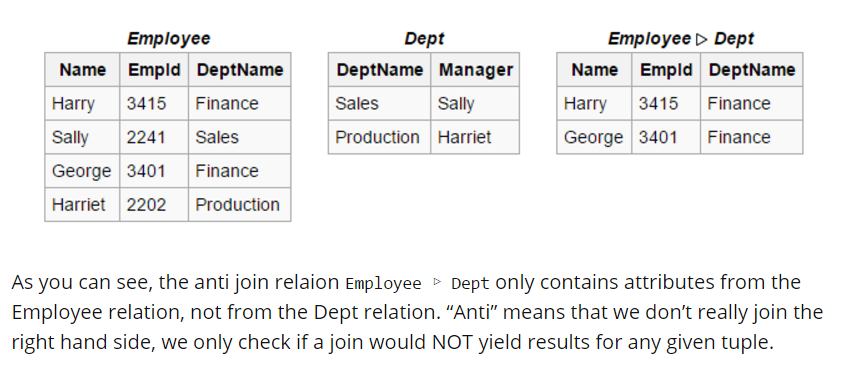 Employee Dept Employee ▷ Dept
Name EmpId DeptName DeptName Manager Name EmpId DeptName
Harry 3415 Finance Sales Sally Harry 3415 Finance
Sally 2241 Sales Production Harriet George 3401 Finance
George 3401 Finance
Harriet 2202 Production
As you can see, the anti join relaion Employee ▷ Dept only contains attributes from the
Employee relation, not from the Dept relation. “Anti” means that we don’t really join the
right hand side, we only check if a join would NOT yield results for any given tuple.